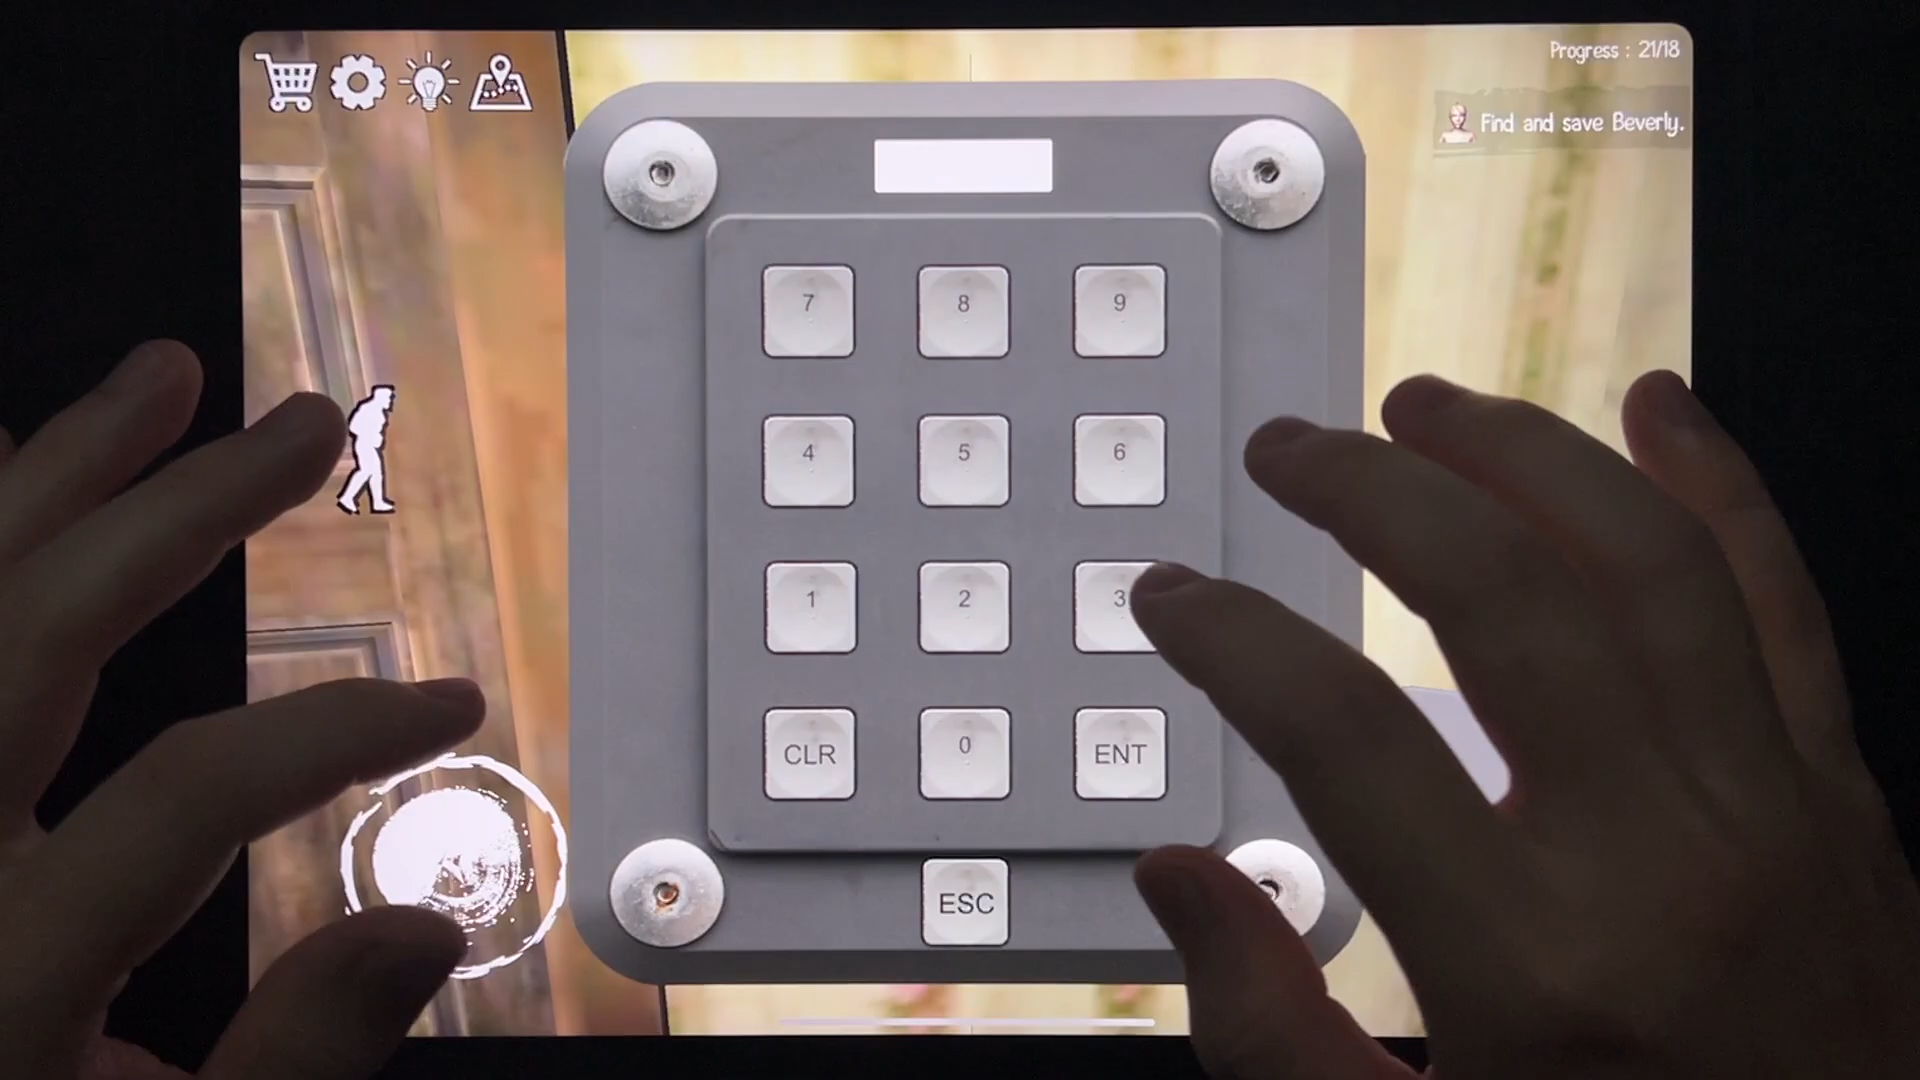 Progress : 21/18
Find and save Beverly.
7 8 9
4 5 6
1 2 3
CLR 0 ENT
ESC